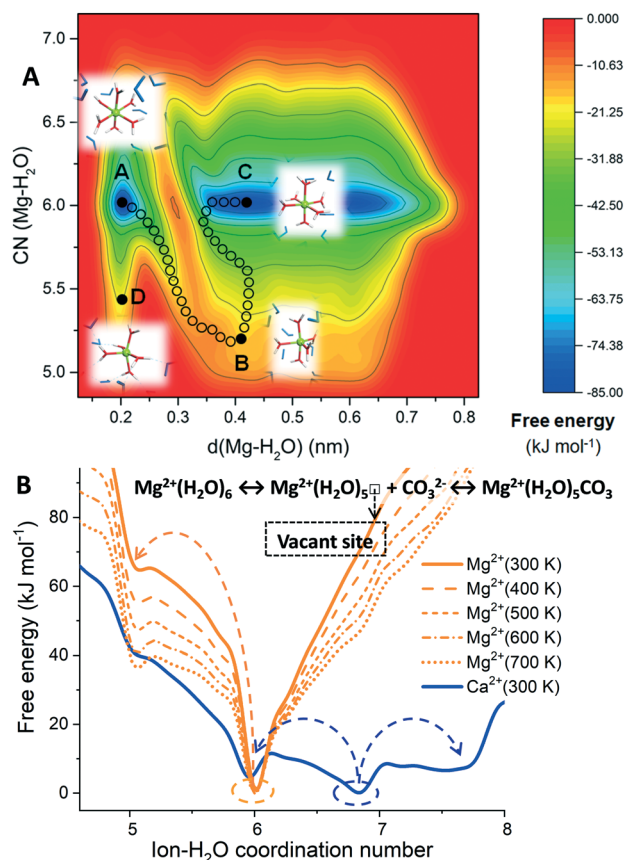 A
7.0
6.5
6.0
5.5
5.0
CN (Mg-H₂O)
A
C
D
B
0.2
0.3
0.4
0.5
0.6
0.7
0.8
d(Mg-H₂O) (nm)
0.000
-10.63
-21.25
-31.88
-42.50
-53.13
-63.75
-74.38
-85.00
Free energy
(kJ mol⁻¹)
B
Mg²⁺(H₂O)₆ ↔ Mg²⁺(H₂O)₅□ + CO₃²⁻ ↔ Mg²⁺(H₂O)₅CO₃
Vacant site
Mg²⁺(300 K)
Mg²⁺(400 K)
Mg²⁺(500 K)
Mg²⁺(600 K)
Mg²⁺(700 K)
Ca²⁺(300 K)
80
60
40
20
0
Free energy (kJ mol⁻¹)
5
6
7
8
Ion-H₂O coordination number